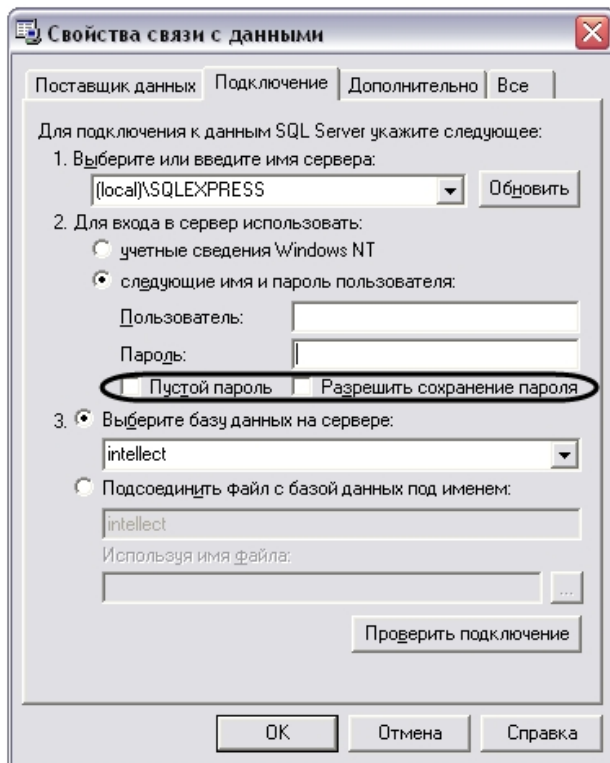 Свойства связи с данными
Поставщик данных Подключение Дополнительно Все
Для подключения к данным SQL Server укажите следующее:
1. Выберите или введите имя сервера:
(local)\SQLEXPRESS Обновить
2. Для входа в сервер использовать:
учетные сведения Windows NT
следующие имя и пароль пользователя:
Пользователь:
Пароль:
Пустой пароль Разрешить сохранение пароля
3. Выберите базу данных на сервере:
intellect
Подсоединить файл с базой данных под именем:
intellect
Используя имя файла:
...
Проверить подключение
OK Отмена Справка